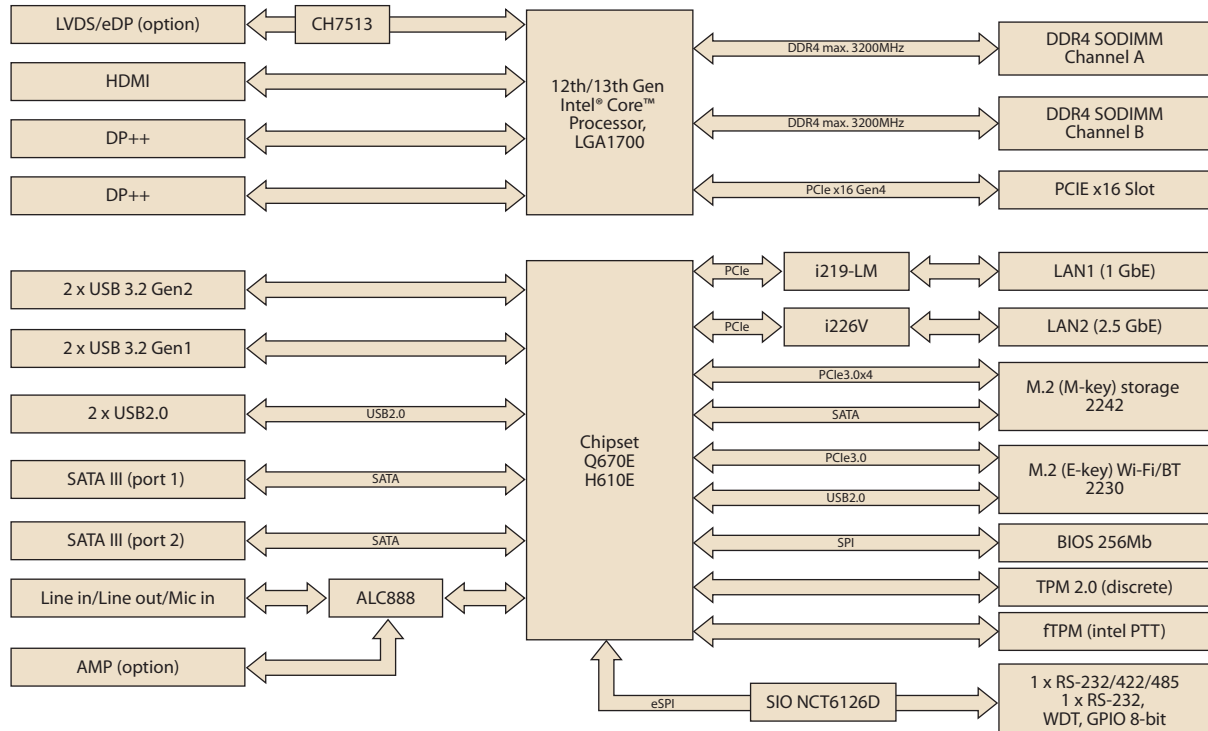 LVDS/eDP (option)
CH7513
HDMI
DP++
DP++
12th/13th Gen
Intel® Core™
Processor,
LGA1700
DDR4 max. 3200MHz
DDR4 SODIMM
Channel A
DDR4 max. 3200MHz
DDR4 SODIMM
Channel B
PCIe x16 Gen4
PCIE x16 Slot
2 x USB 3.2 Gen2
2 x USB 3.2 Gen1
2 x USB2.0
USB2.0
SATA III (port 1)
SATA
SATA III (port 2)
SATA
Line in/Line out/Mic in
ALC888
AMP (option)
Chipset
Q670E
H610E
PCIe
i219-LM
LAN1 (1 GbE)
PCIe
i226V
LAN2 (2.5 GbE)
PCIe3.0x4
SATA
M.2 (M-key) storage
2242
PCIe3.0
USB2.0
M.2 (E-key) Wi-Fi/BT
2230
SPI
BIOS 256Mb
TPM 2.0 (discrete)
fTPM (intel PTT)
eSPI
SIO NCT6126D
1 x RS-232/422/485
1 x RS-232,
WDT, GPIO 8-bit